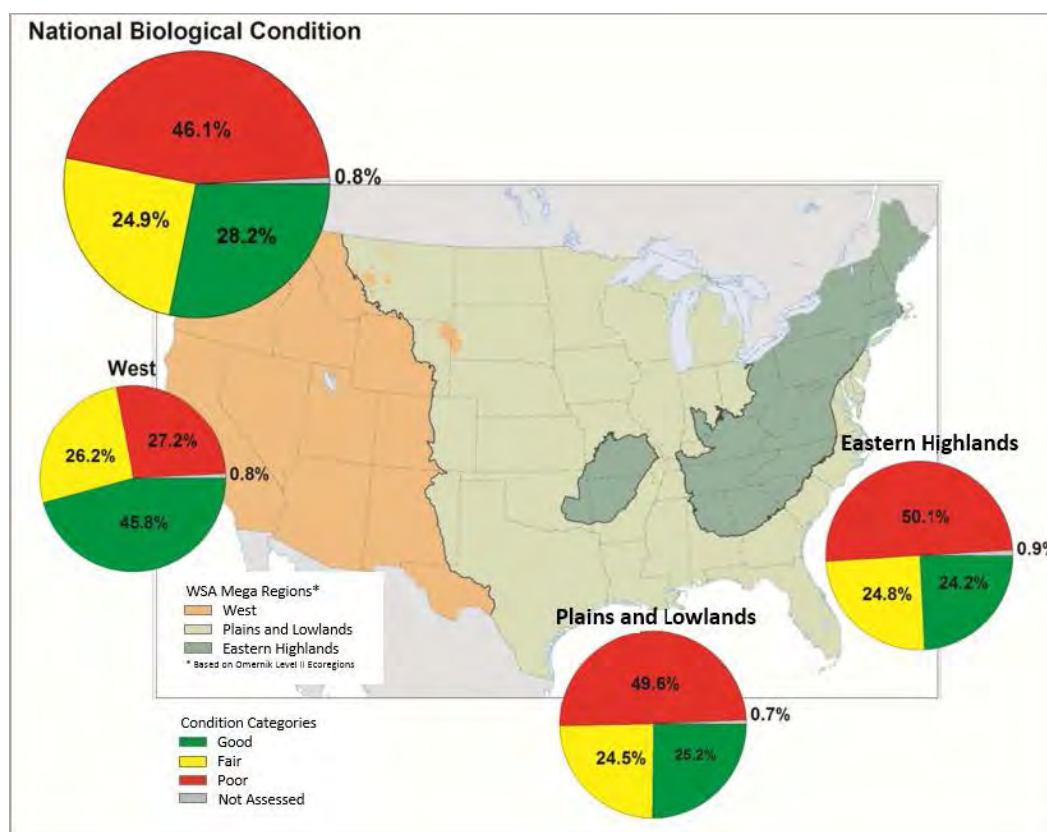 National Biological Condition
46.1%
0.8%
24.9%
28.2%
West
27.2%
26.2%
0.8%
45.8%
Eastern Highlands
50.1%
0.9%
24.8%
24.2%
WSA Mega Regions*
West
Plains and Lowlands
Eastern Highlands
* Based on Omernik Level II Ecoregions
Plains and Lowlands
49.6%
0.7%
24.5%
25.2%
Condition Categories
Good
Fair
Poor
Not Assessed